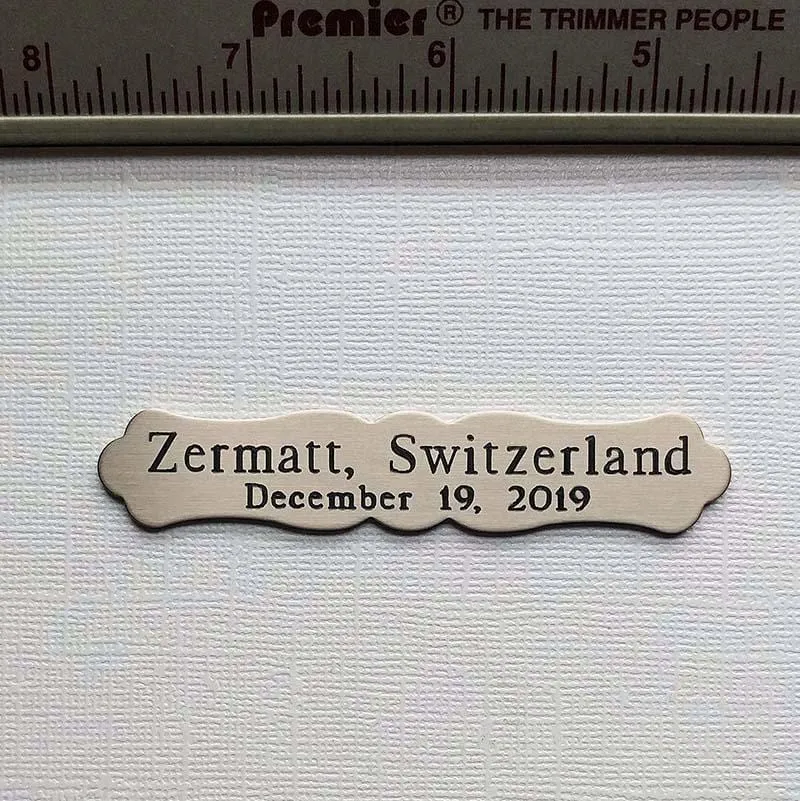 Premier® THE TRIMMER PEOPLE
8 7 6 5
Zermatt, Switzerland
December 19, 2019